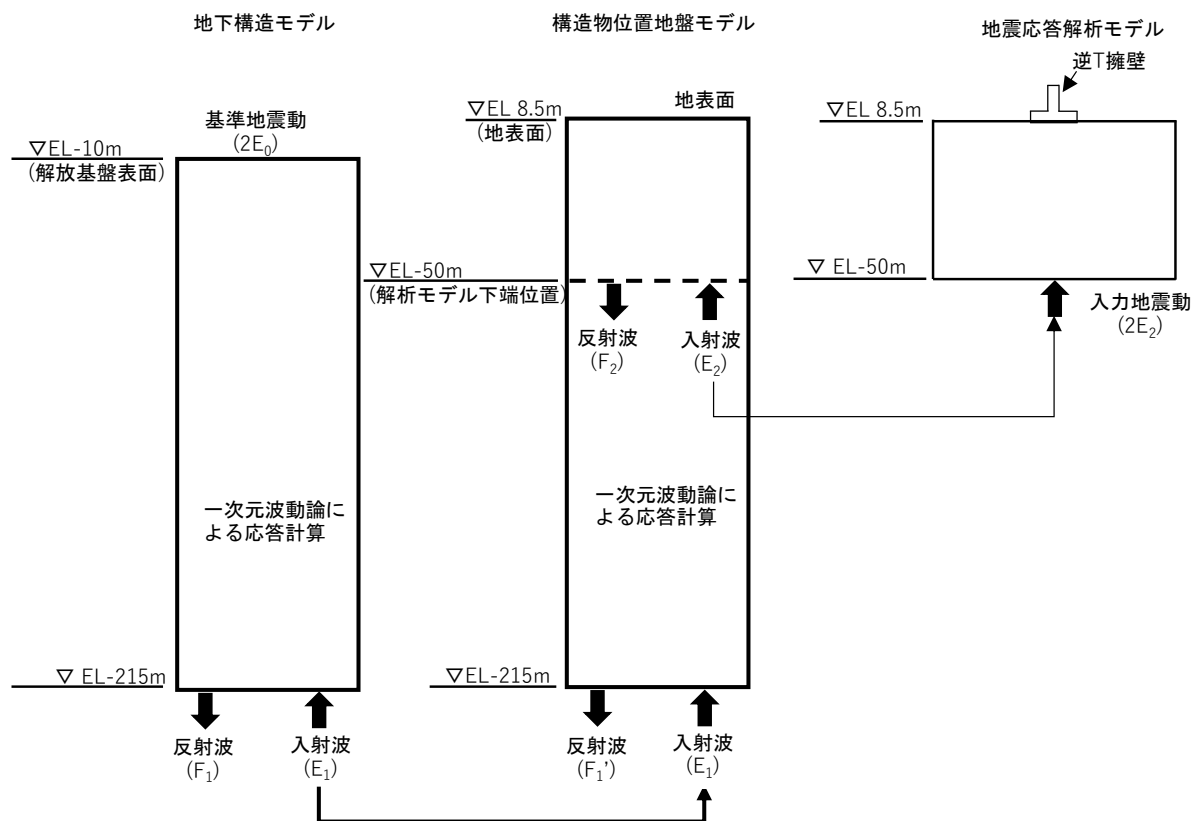 地下構造モデル
基準地震動
(2E₀)
▽EL-10m
(解放基盤表面)
一次元波動論に
よる応答計算
▽ EL-215m
反射波
(F₁)
入射波
(E₁)
構造物位置地盤モデル
▽EL 8.5m
(地表面)
地表面
▽EL-50m
(解析モデル下端位置)
反射波
(F₂)
入射波
(E₂)
一次元波動論に
よる応答計算
▽EL-215m
反射波
(F₁')
入射波
(E₁)
地震応答解析モデル
逆T擁壁
▽EL 8.5m
▽ EL-50m
入力地震動
(2E₂)